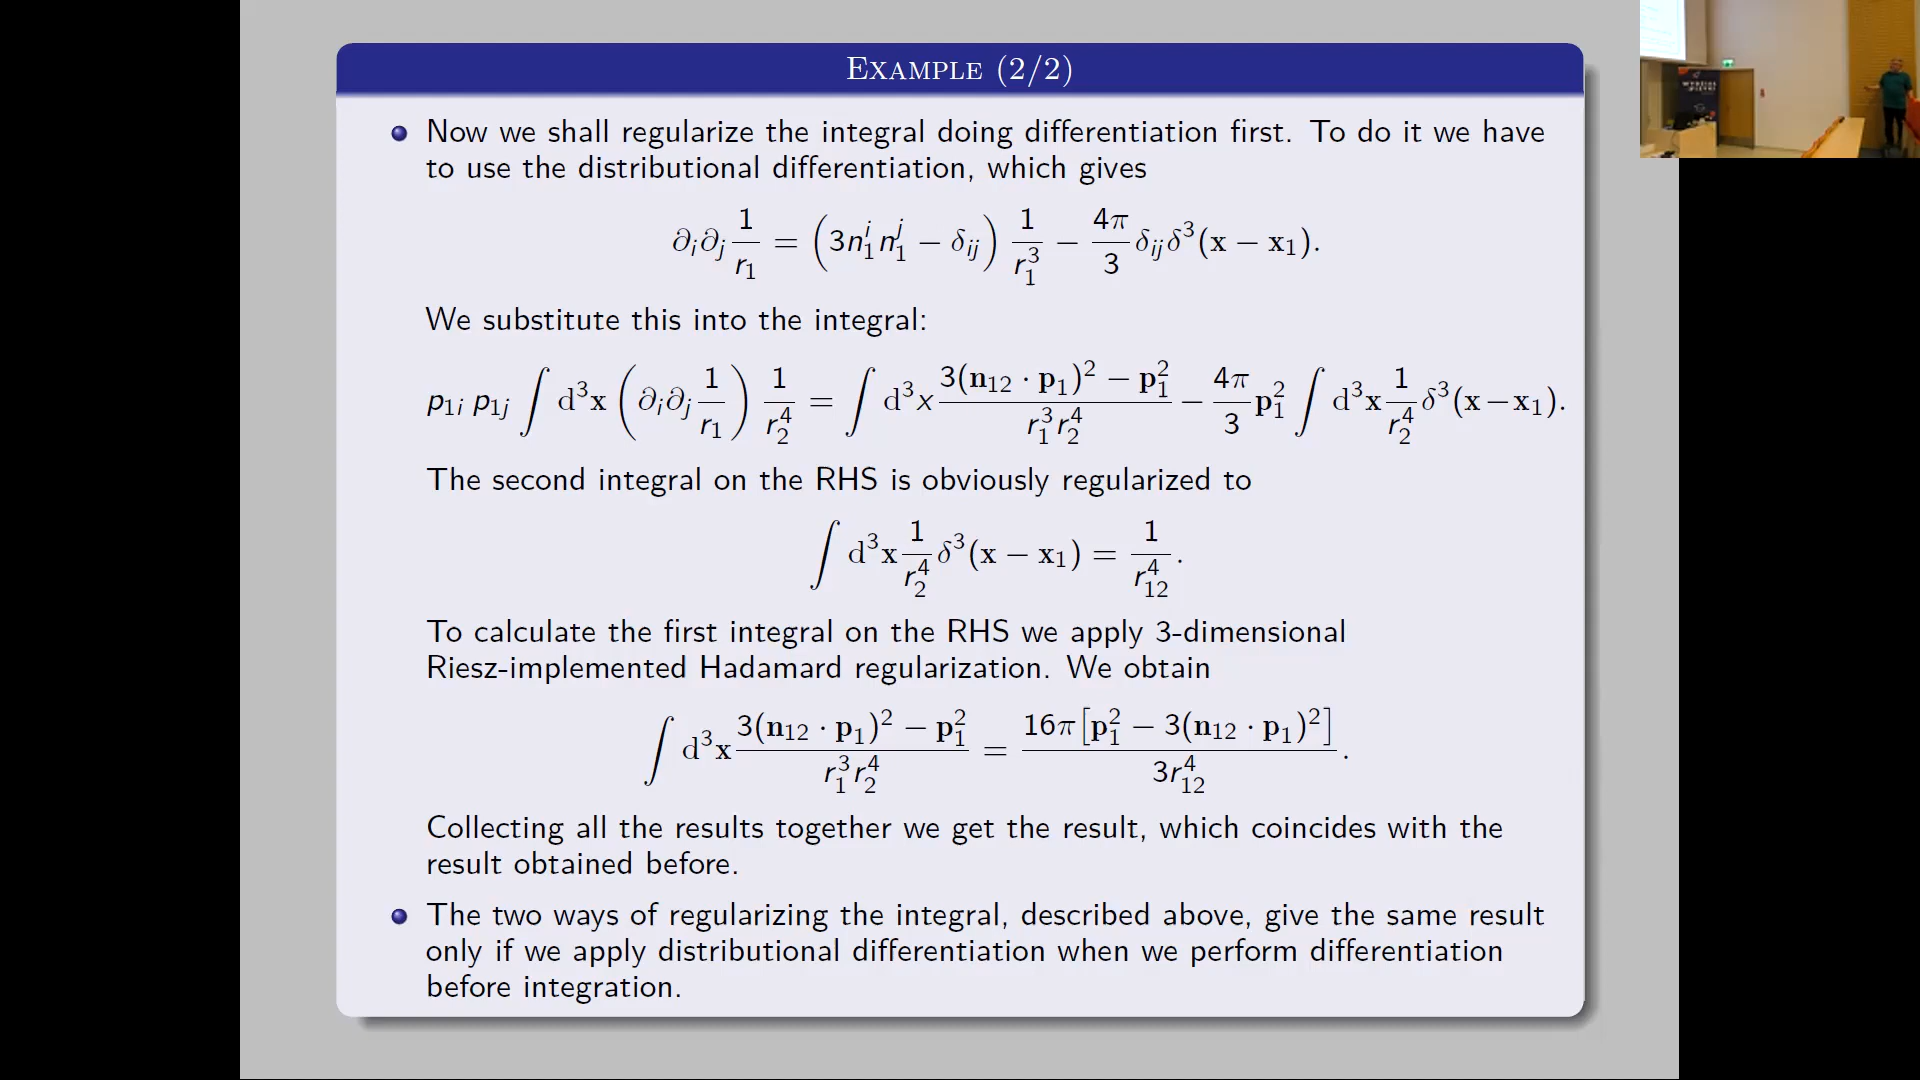 EXAMPLE (2/2)
Now we shall regularize the integral doing differentiation first. To do it we have
to use the distributional differentiation, which gives
∂_i∂_j 1/r_1 = (3n_1^i n_1^j − δ_ij) 1/r_1^3 − 4π/3 δ_ij δ^3(x − x_1).
We substitute this into the integral:
p_1i p_1j ∫ d^3x (∂_i∂_j 1/r_1) 1/r_2^4 = ∫ d^3x (3(n_12 · p_1)^2 − p_1^2)/(r_1^3 r_2^4) − 4π/3 p_1^2 ∫ d^3x 1/r_2^4 δ^3(x−x_1).
The second integral on the RHS is obviously regularized to
∫ d^3x 1/r_2^4 δ^3(x − x_1) = 1/r_12^4.
To calculate the first integral on the RHS we apply 3-dimensional
Riesz-implemented Hadamard regularization. We obtain
∫ d^3x (3(n_12 · p_1)^2 − p_1^2)/(r_1^3 r_2^4) = 16π[p_1^2 − 3(n_12 · p_1)^2]/(3r_12^4).
Collecting all the results together we get the result, which coincides with the
result obtained before.
The two ways of regularizing the integral, described above, give the same result
only if we apply distributional differentiation when we perform differentiation
before integration.